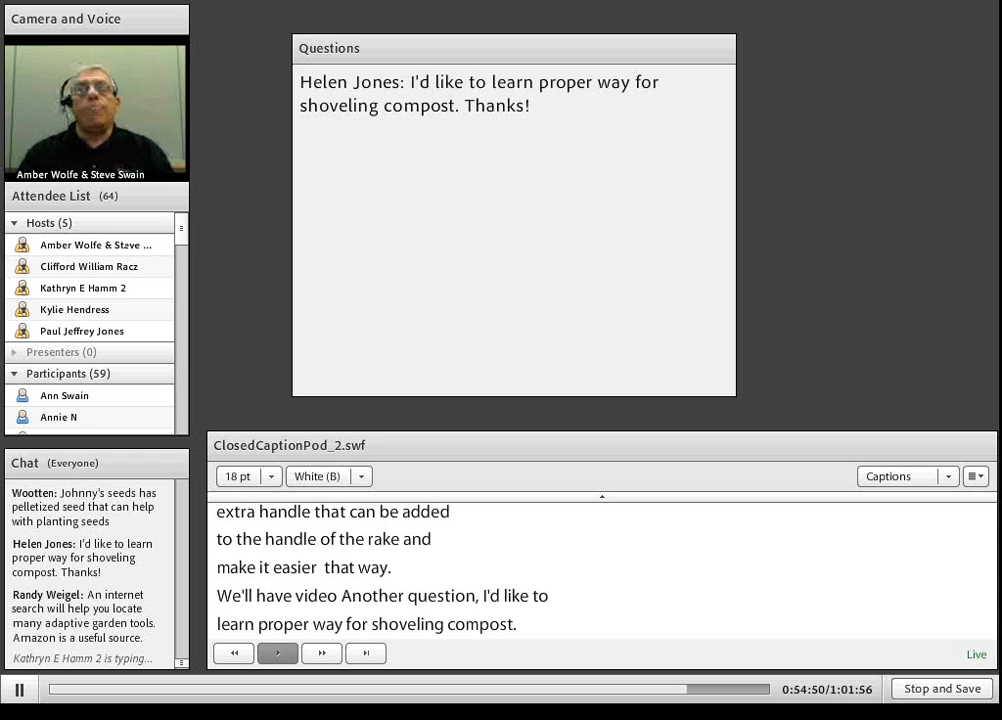 Camera and Voice
Amber Wolfe & Steve Swain
Attendee List (64)
Hosts (5)
Amber Wolfe & Steve ...
Clifford William Racz
Kathryn E Hamm 2
Kylie Hendress
Paul Jeffrey Jones
Presenters (0)
Participants (59)
Ann Swain
Annie N
Chat (Everyone)
Wootten: Johnny's seeds has
pelletized seed that can help
with planting seeds
Helen Jones: I'd like to learn
proper way for shoveling
compost. Thanks!
Randy Weigel: An internet
search will help you locate
many adaptive garden tools.
Amazon is a useful source.
Kathryn E Hamm 2 is typing...
Questions
Helen Jones: I'd like to learn proper way for
shoveling compost. Thanks!
ClosedCaptionPod_2.swf
18 pt
White (B)
Captions
extra handle that can be added
to the handle of the rake and
make it easier  that way.
We'll have video Another question, I'd like to
learn proper way for shoveling compost.
Live
0:54:50/1:01:56
Stop and Save